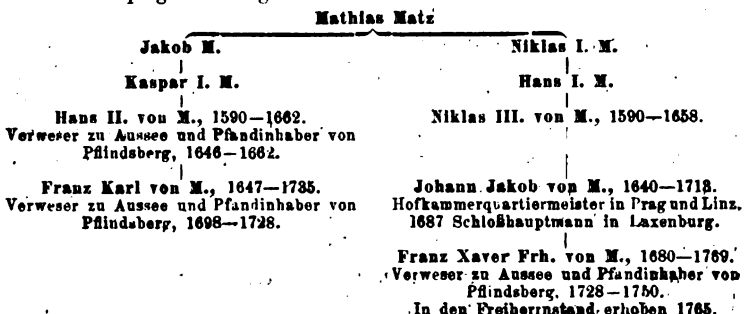 Mathias Matz
Jakob M.
Kaspar I. M.
Hans II. von M., 1590—1662.
Verweser zu Aussee und Pfandinhaber von
Pflindsberg, 1646—1662.
Franz Karl von M., 1647—1735.
Verweser zu Aussee und Pfandinhaber von
Pflindsberg, 1698—1728.
Niklas I. M.
Hans I. M.
Niklas III. von M., 1590—1658.
Johann Jakob von M., 1640—1713.
Hofkammerquartiermeister in Prag und Linz,
1687 Schloßhauptmann in Laxenburg.
Franz Xaver Frh. von M., 1680—1769.
Verweser zu Aussee und Pfandinhaber von
Pflindsberg, 1728—1750.
In den Freiherrnstand erhoben 1765.